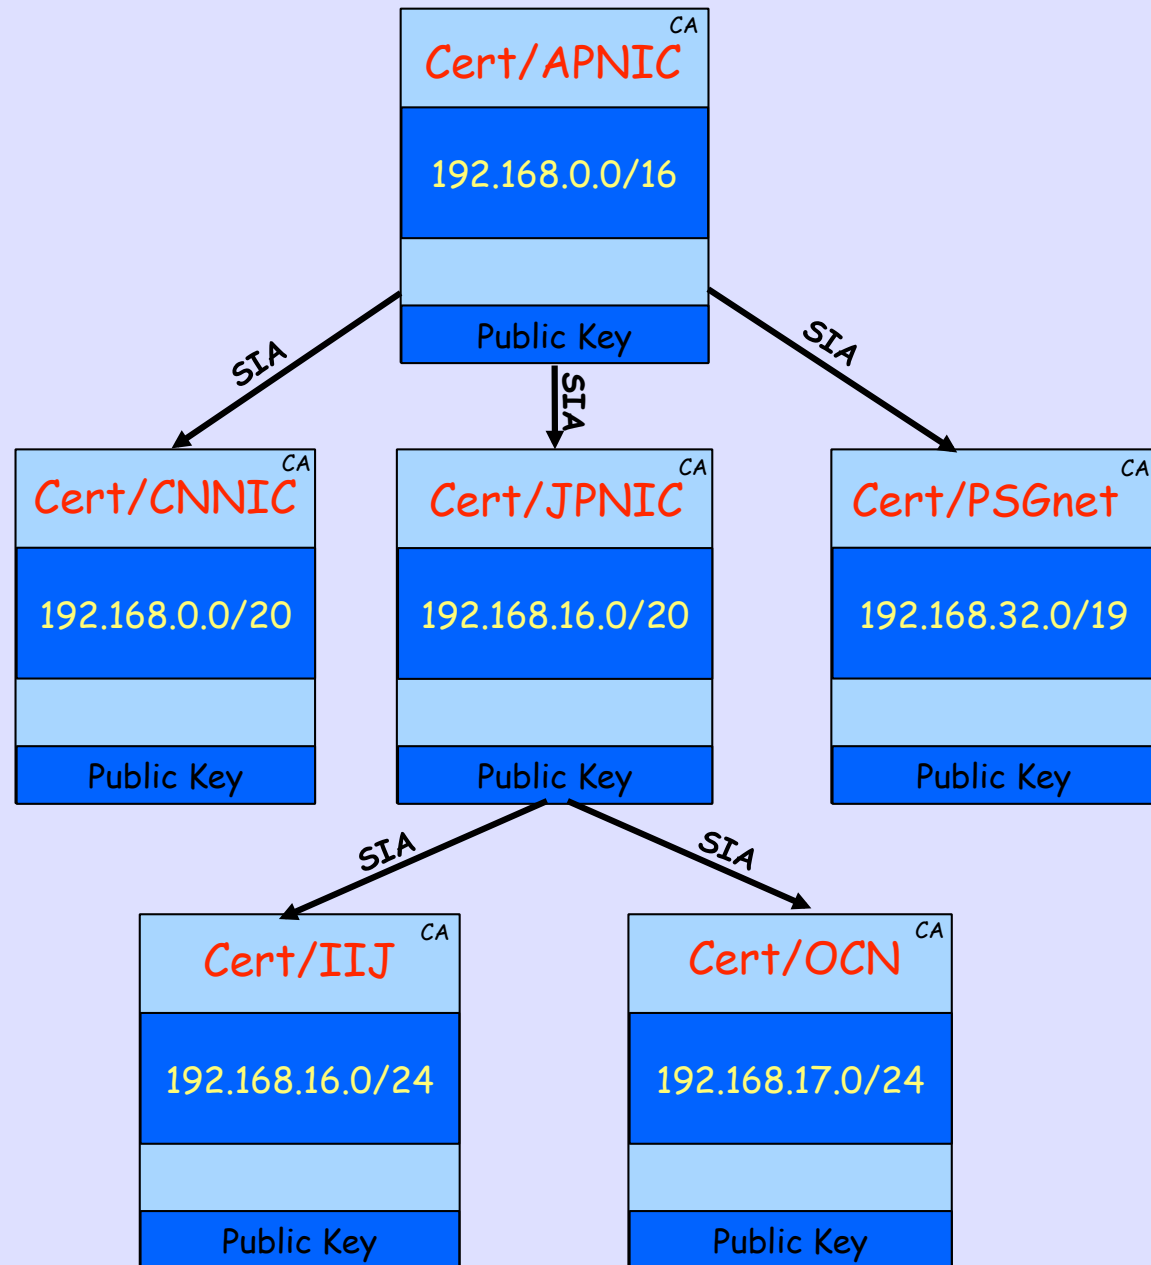 CA
Cert/APNIC
192.168.0.0/16
Public Key
SIA
SIA
SIA
CA
Cert/CNNIC
192.168.0.0/20
Public Key
CA
Cert/JPNIC
192.168.16.0/20
Public Key
CA
Cert/PSGnet
192.168.32.0/19
Public Key
SIA
SIA
CA
Cert/IIJ
192.168.16.0/24
Public Key
CA
Cert/OCN
192.168.17.0/24
Public Key